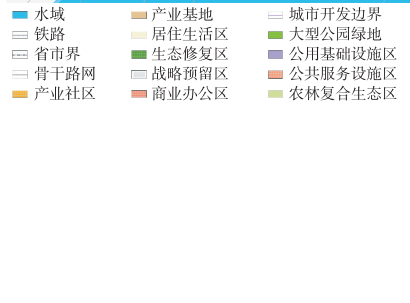 水域 产业基地 城市开发边界
铁路 居住生活区 大型公园绿地
省市界 生态修复区 公用基础设施区
骨干路网 战略预留区 公共服务设施区
产业社区 商业办公区 农林复合生态区